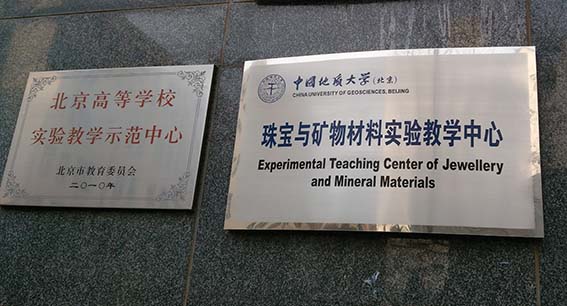 北京高等学校
实验教学示范中心
北京市教育委员会
二〇一〇年
中国地质大学(北京)
CHINA UNIVERSITY OF GEOSCIENCES, BEIJING
珠宝与矿物材料实验教学中心
Experimental Teaching Center of Jewellery
and Mineral Materials